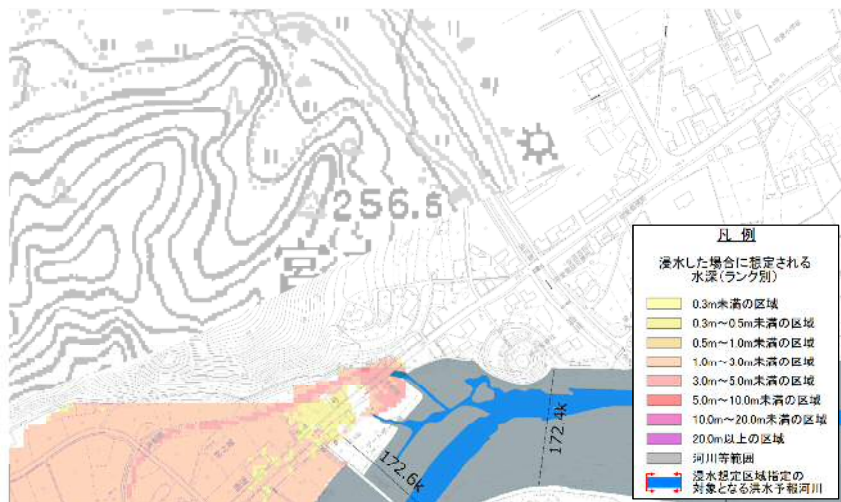 256.6
宮
172.4k
172.6k
凡 例
浸水した場合に想定される
水深(ランク別)
0.3m未満の区域
0.3m～0.5m未満の区域
0.5m～1.0m未満の区域
1.0m～3.0m未満の区域
3.0m～5.0m未満の区域
5.0m～10.0m未満の区域
10.0m～20.0m未満の区域
20.0m以上の区域
河川等範囲
浸水想定区域指定の
対象となる洪水予報河川